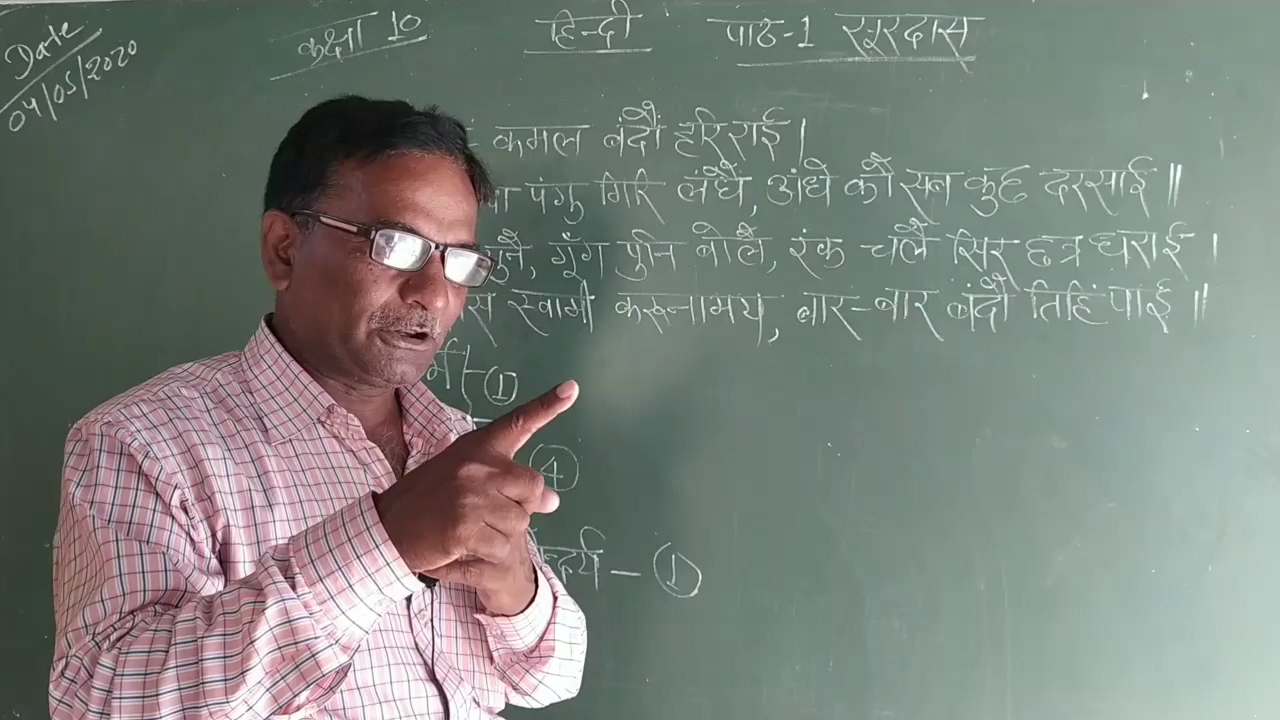 Date
04/05/2020
कक्षा 10 हिन्दी पाठ-1 सूरदास
कमल बंदौं हरि राई।
पंगु गिरि लंघै, अंधे कौ सब कुछ दरसाई॥
गूँग पुनि बोलै, रंक चलै सिर छत्र धराई।
स्वामी करूनामय, बार-बार बंदौं तिहिं पाई॥
①
④
– ①